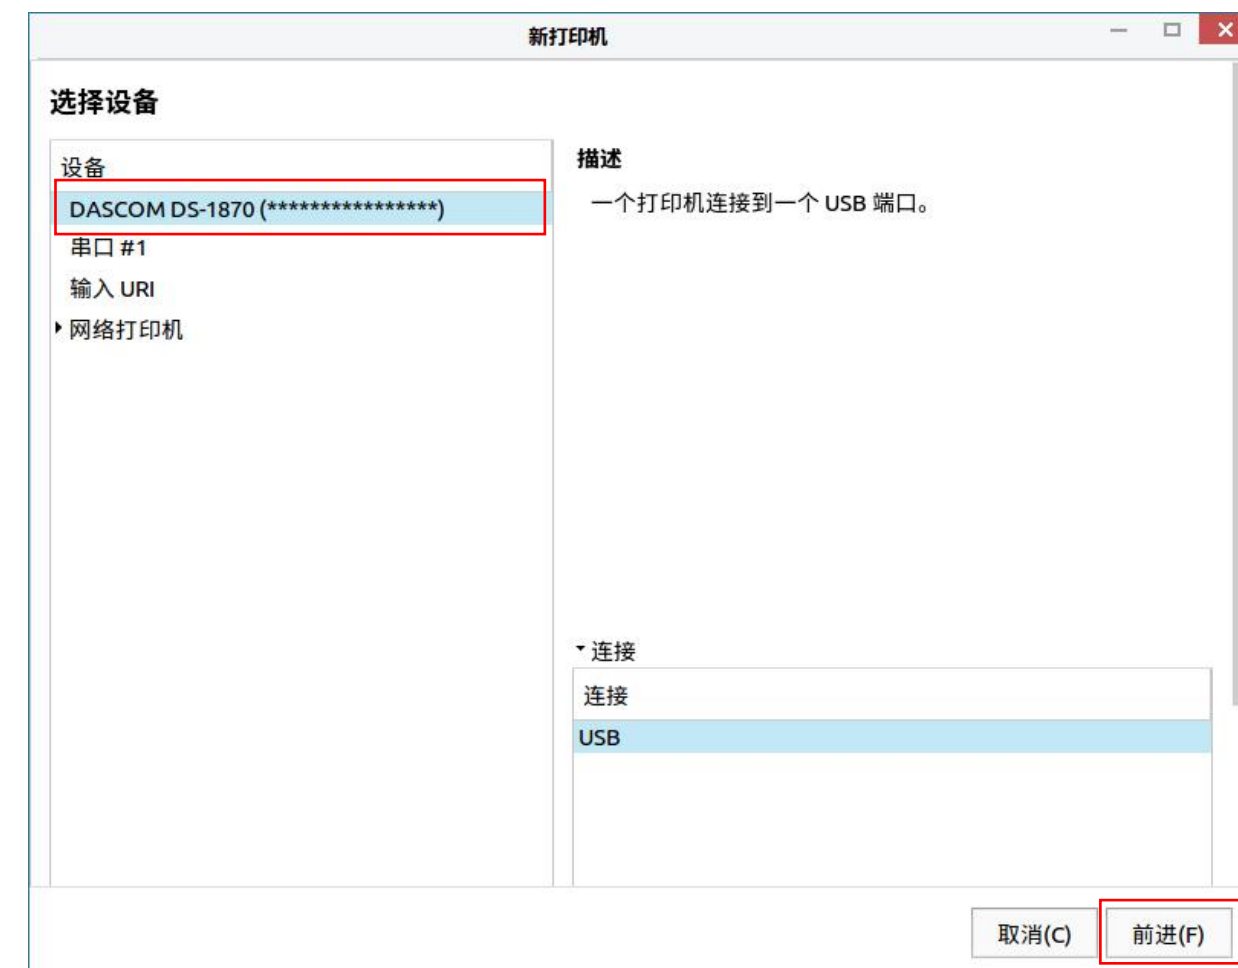 新打印机
选择设备
设备
DASCOM DS-1870 (****************)
串口 #1
输入 URI
网络打印机
描述
一个打印机连接到一个 USB 端口。
连接
连接
USB
取消(C)
前进(F)